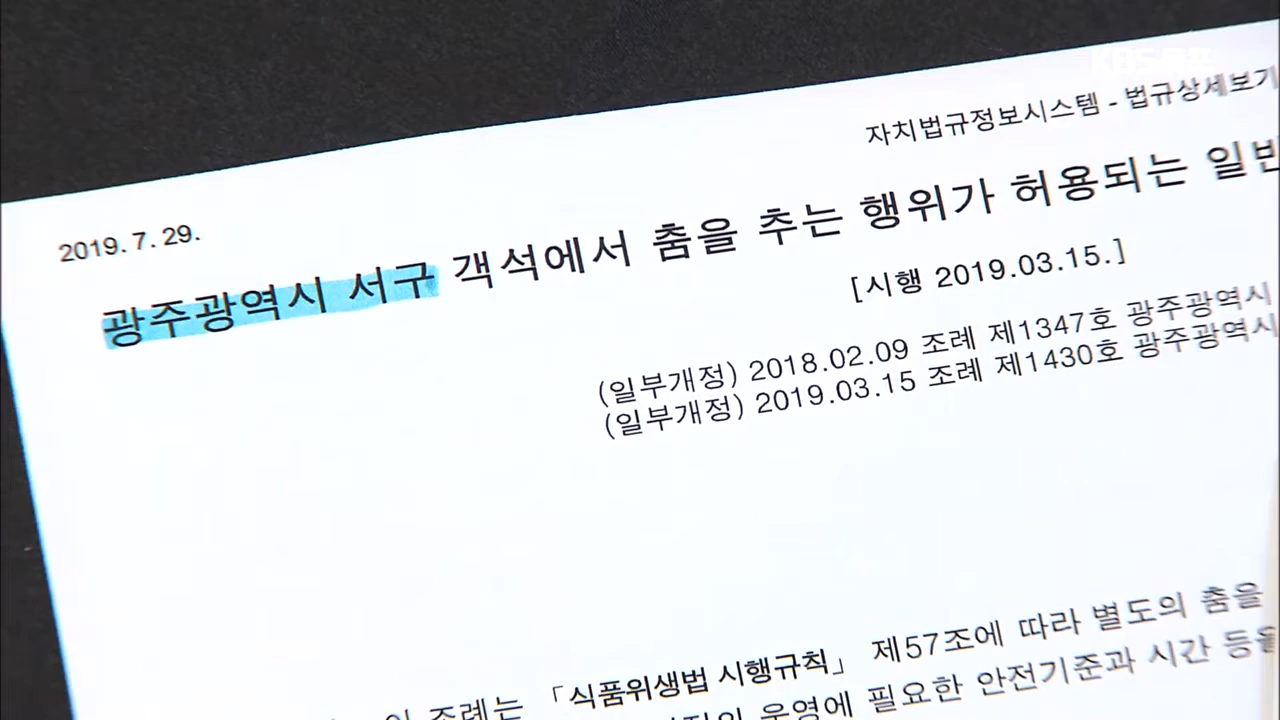 KBS
자치법규정보시스템 - 법규상세보기
2019. 7. 29.
광주광역시 서구 객석에서 춤을 추는 행위가 허용되는 일반
[시행 2019.03.15.]
(일부개정) 2018.02.09 조례 제1347호 광주광역시
(일부개정) 2019.03.15 조례 제1430호 광주광역시
이 조례는 「식품위생법 시행규칙」 제57조에 따라 별도의 춤을
운영에 필요한 안전기준과 시간 등을